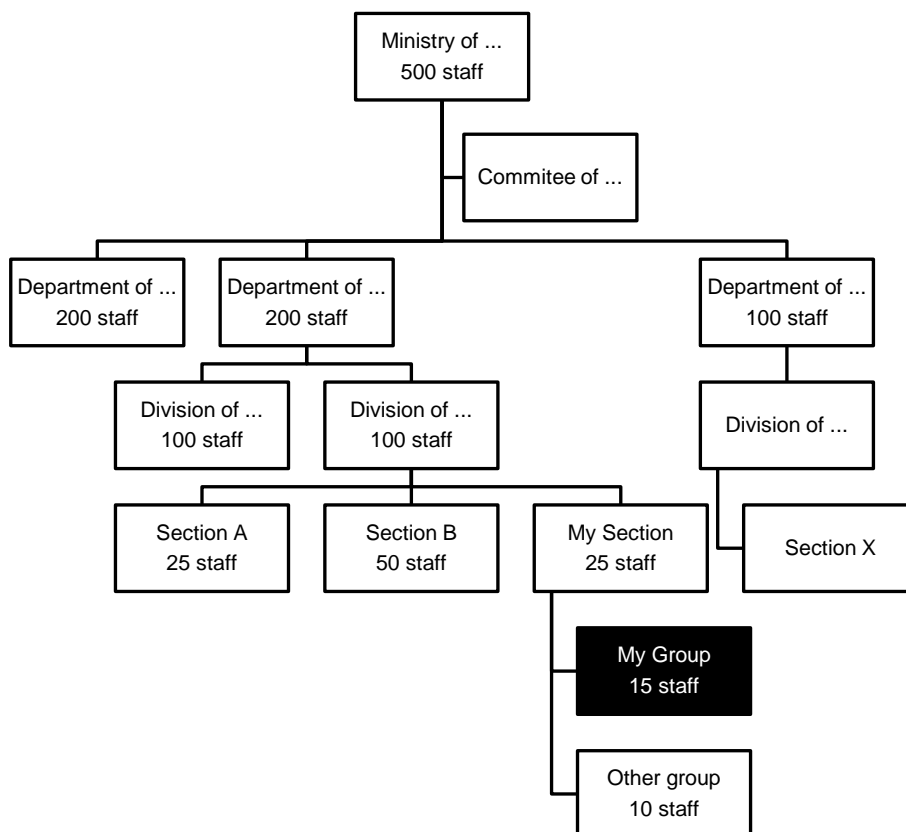 Ministry of ...
500 staff
Commitee of ...
Department of ...
200 staff
Department of ...
200 staff
Department of ...
100 staff
Division of ...
100 staff
Division of ...
100 staff
Division of ...
Section A
25 staff
Section B
50 staff
My Section
25 staff
Section X
My Group
15 staff
Other group
10 staff